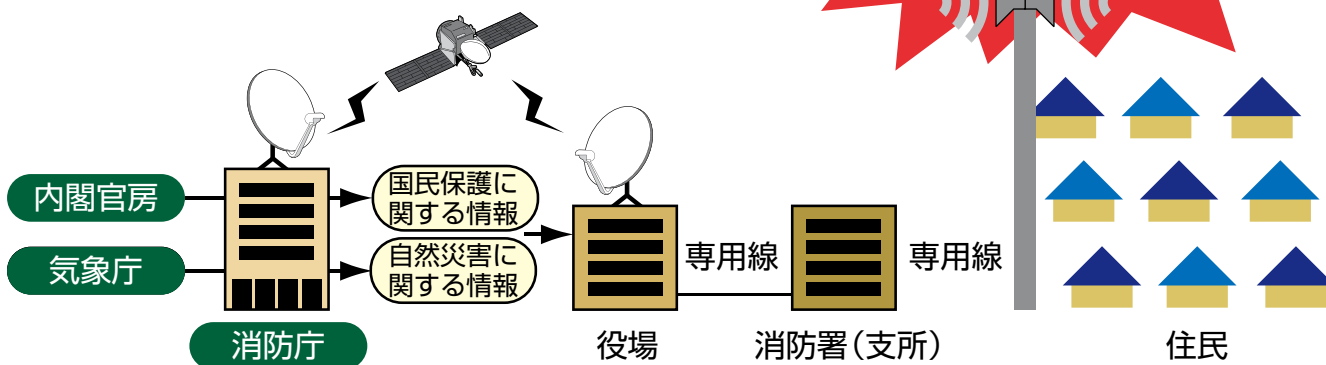 内閣官房
気象庁
消防庁
国民保護に
関する情報
自然災害に
関する情報
役場
専用線
消防署(支所)
専用線
住民